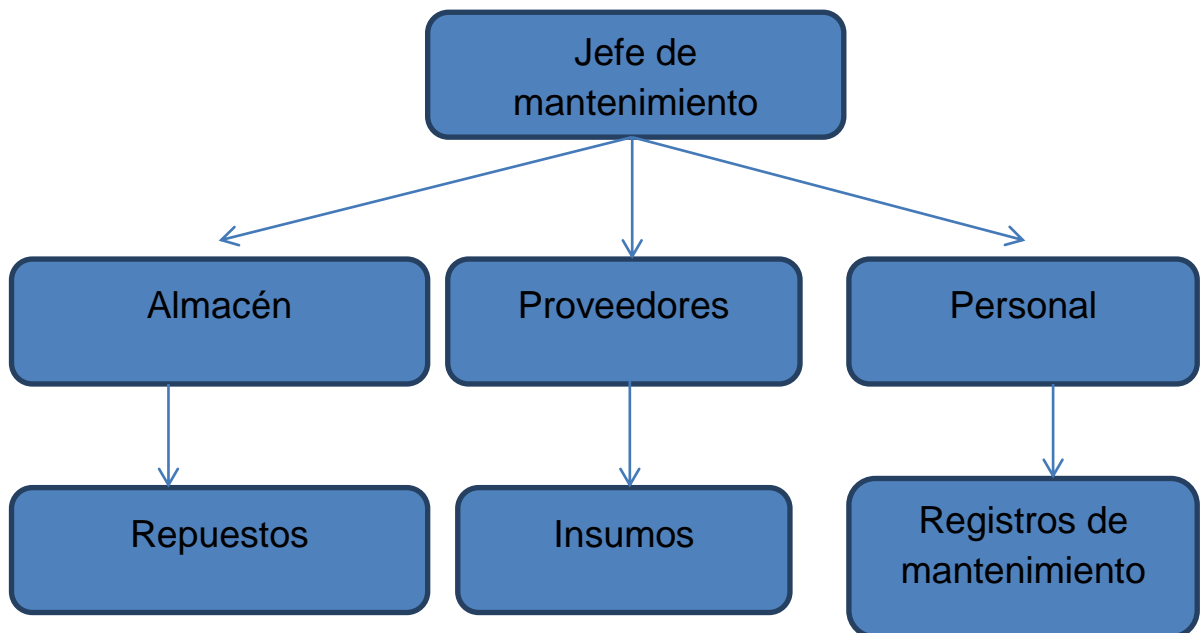 Jefe de
mantenimiento
Almacén
Proveedores
Personal
Repuestos
Insumos
Registros de
mantenimiento